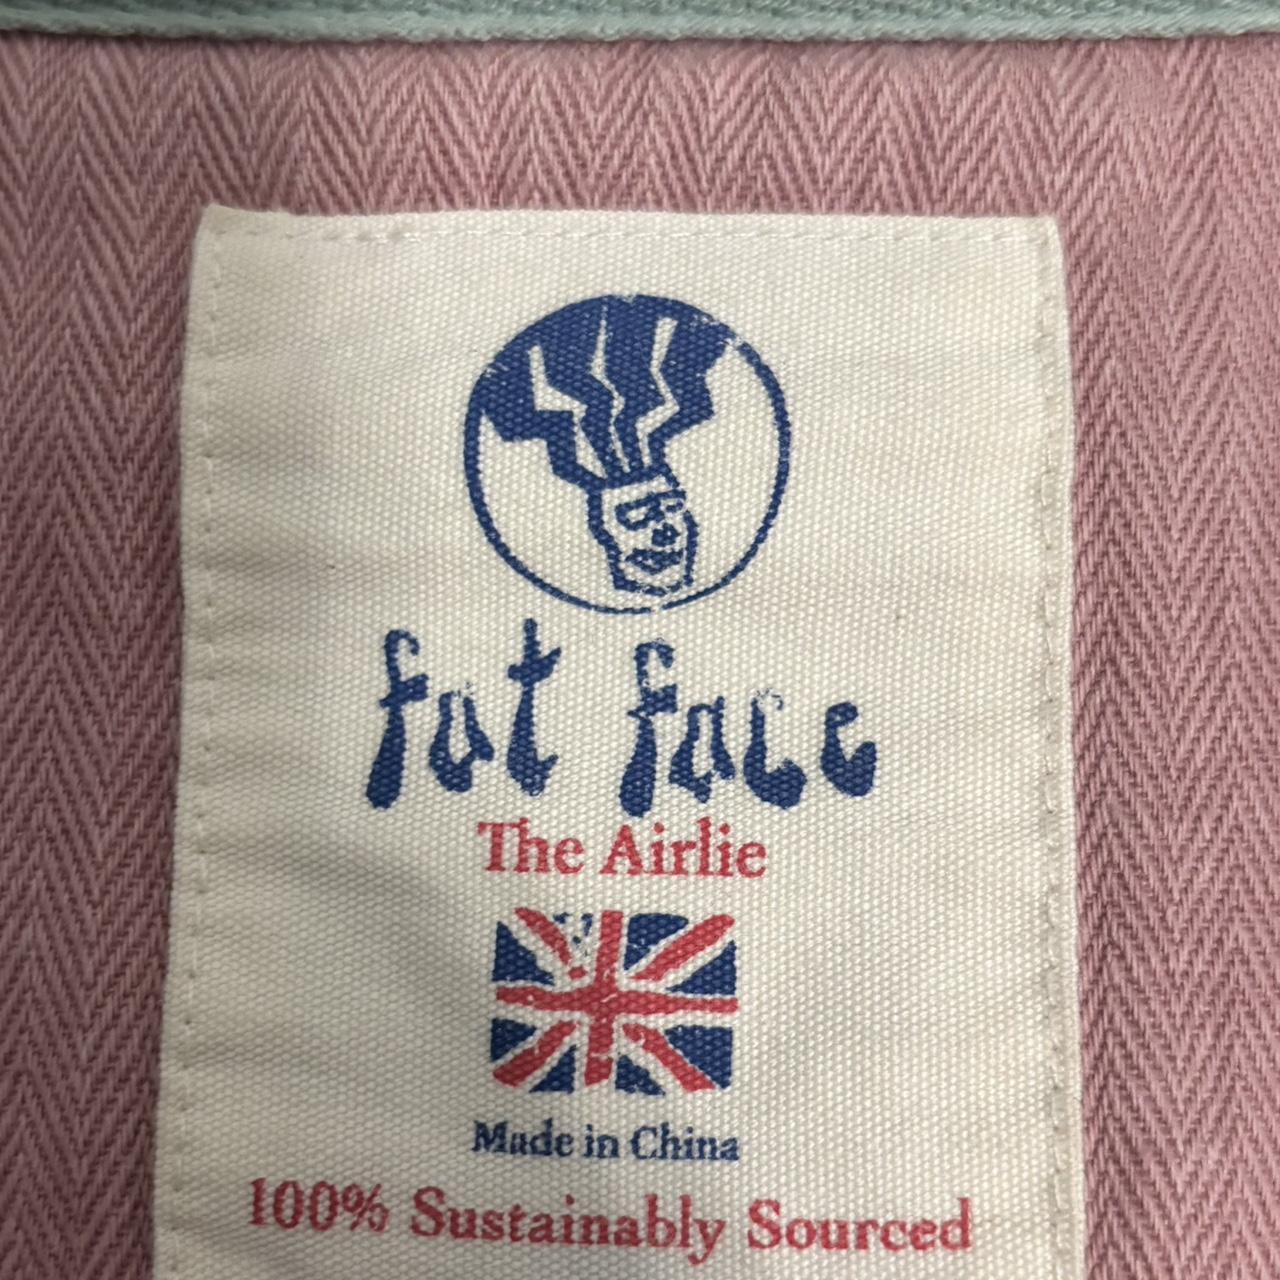 fat face
The Airlie
Made in China
100% Sustainably Sourced